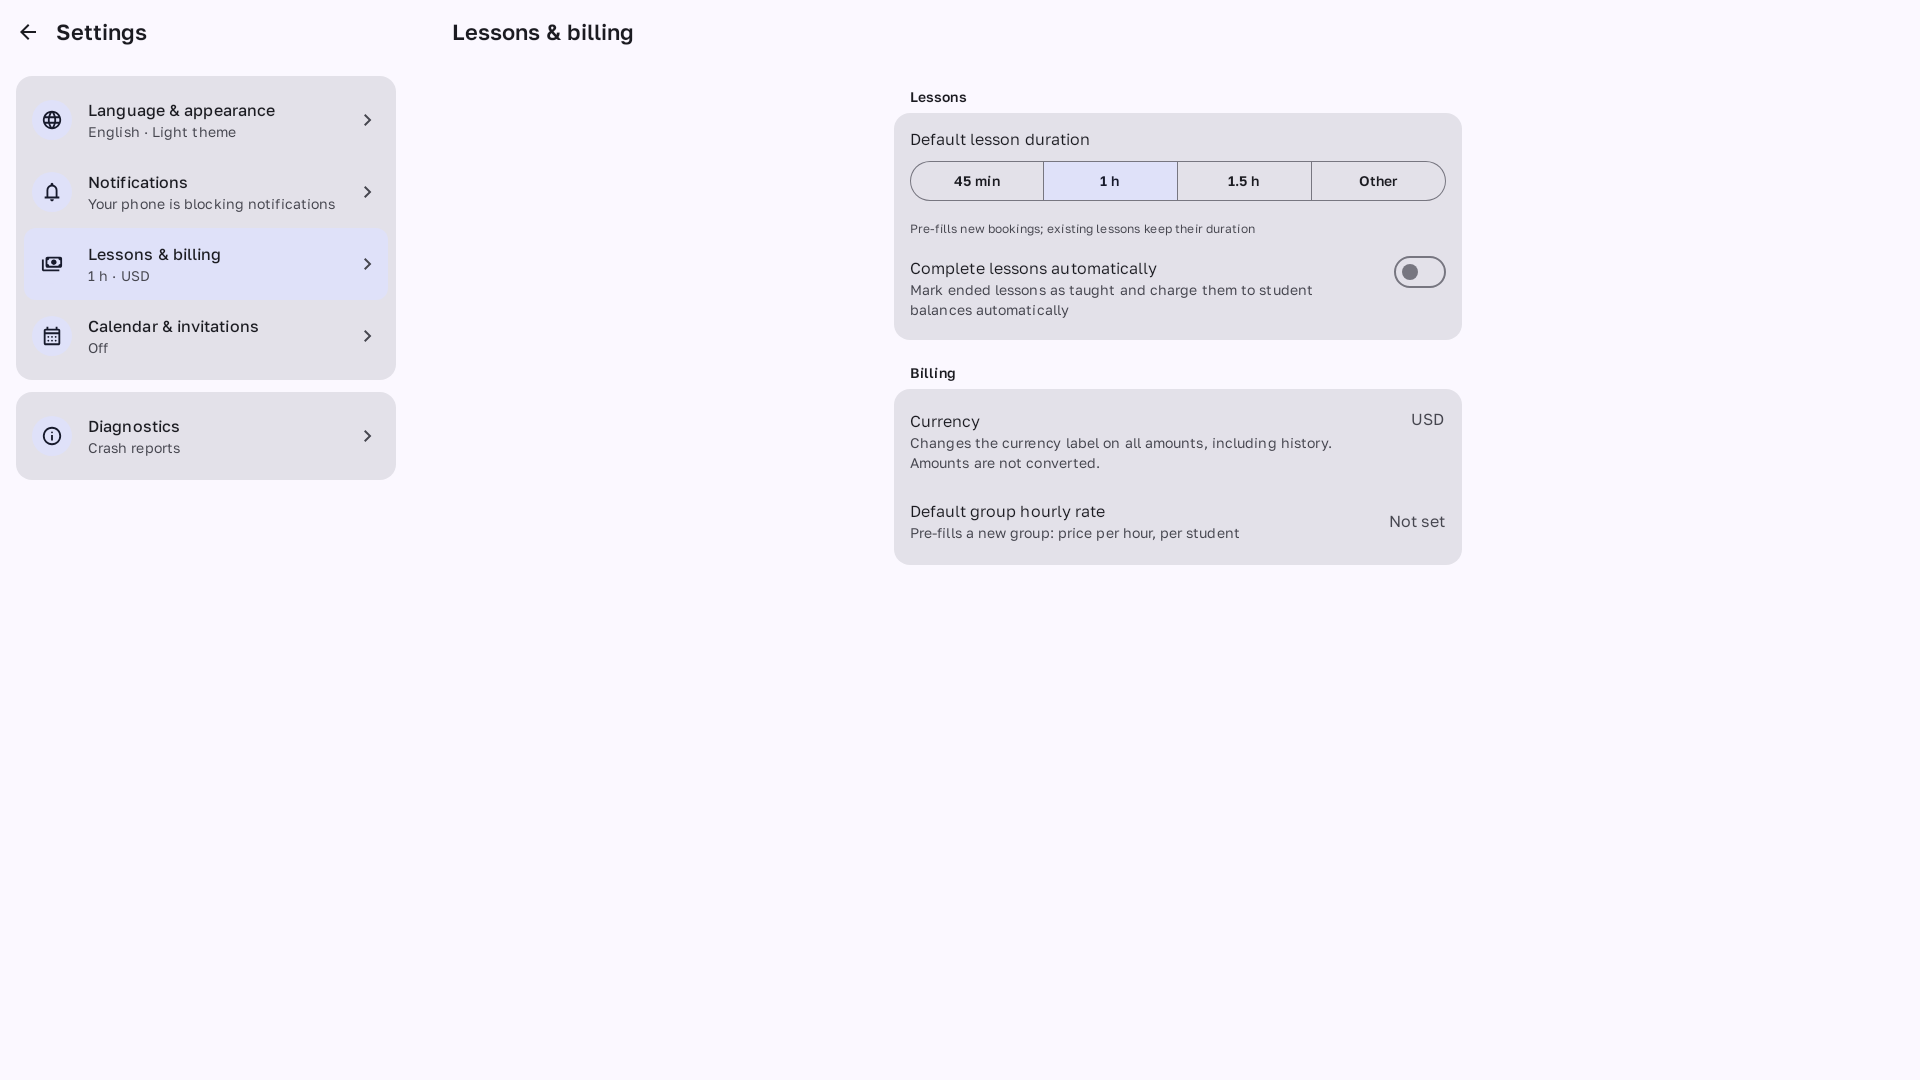 Settings
Language & appearance
English · Light theme
Notifications
Your phone is blocking notifications
Lessons & billing
1 h · USD
Calendar & invitations
Off
Diagnostics
Crash reports
Lessons & billing
Lessons
Default lesson duration
45 min
1 h
1.5 h
Other
Pre-fills new bookings; existing lessons keep their duration
Complete lessons automatically
Mark ended lessons as taught and charge them to student
balances automatically
Billing
Currency
USD
Changes the currency label on all amounts, including history.
Amounts are not converted.
Default group hourly rate
Not set
Pre-fills a new group: price per hour, per student